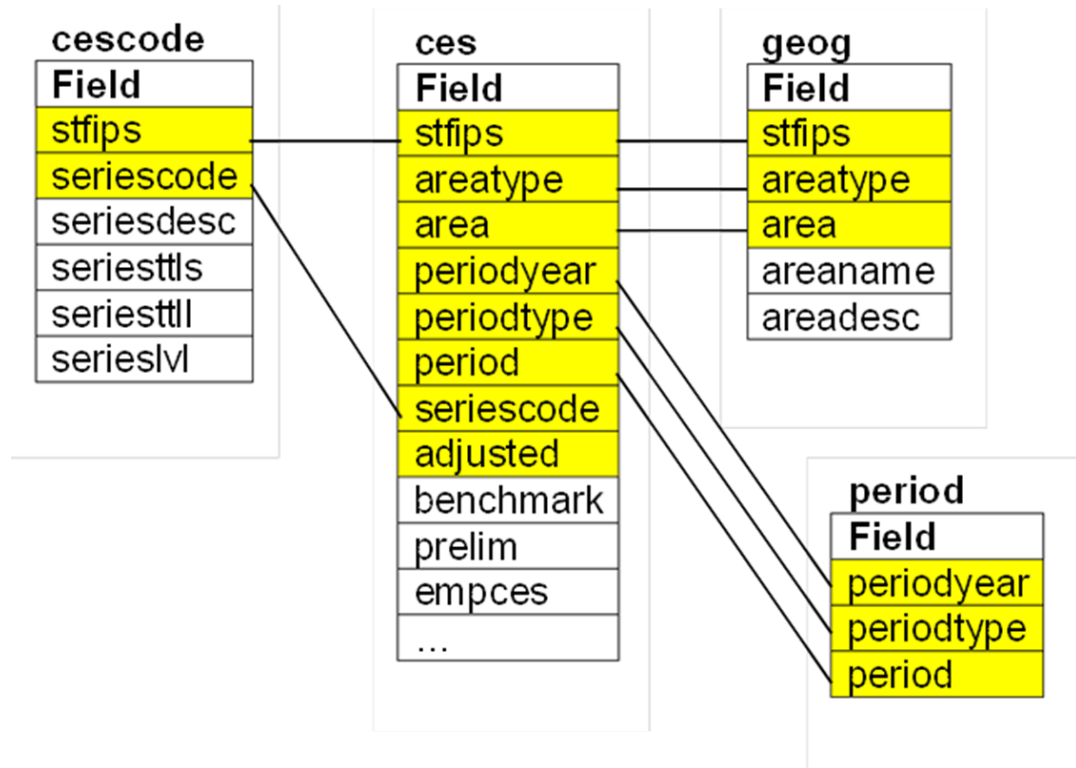 cescode
Field
stfips
seriescode
seriesdesc
seriesttls
seriesttll
serieslvl
ces
Field
stfips
areatype
area
periodyear
periodtype
period
seriescode
adjusted
benchmark
prelim
empces
...
geog
Field
stfips
areatype
area
areaname
areadesc
period
Field
periodyear
periodtype
period